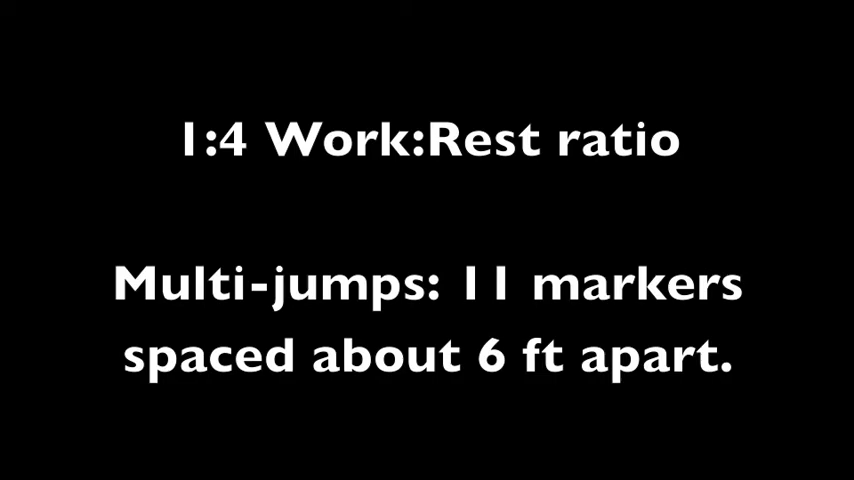 1:4 Work:Rest ratio
Multi-jumps: 11 markers
spaced about 6 ft apart.